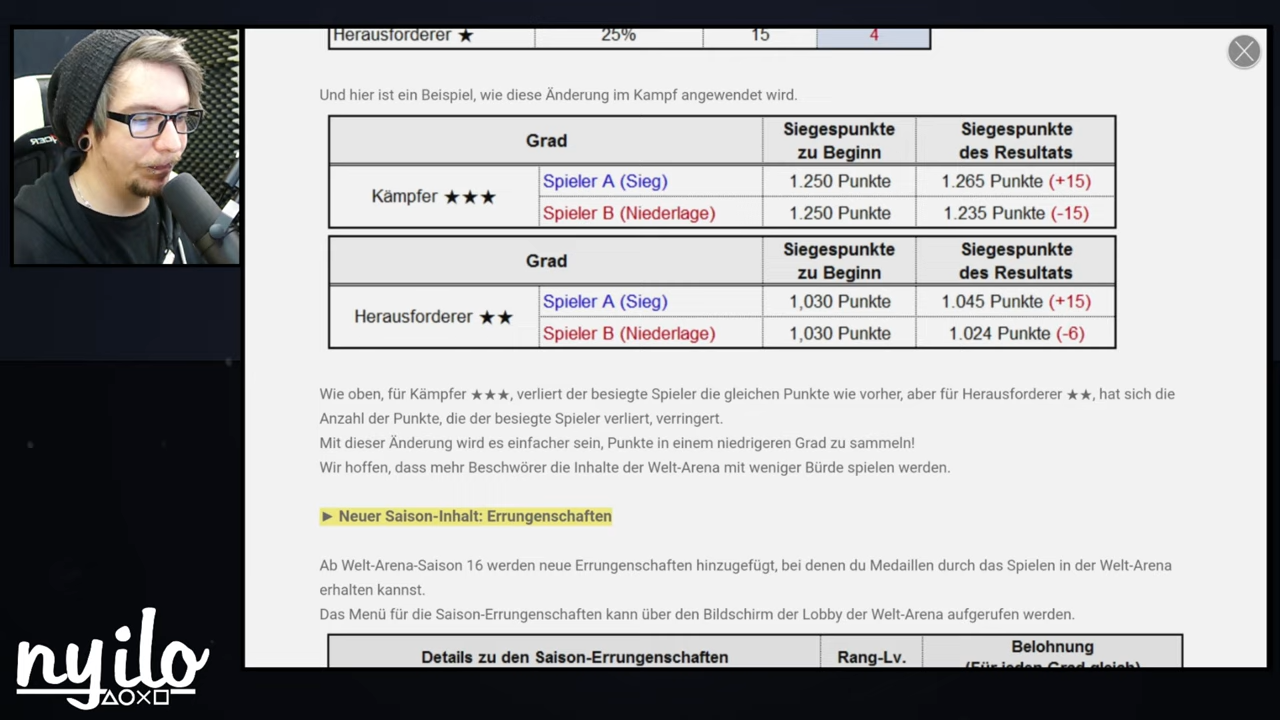 Herausforderer ★ 25% 15 4
Und hier ist ein Beispiel, wie diese Änderung im Kampf angewendet wird.
Grad Siegespunkte zu Beginn Siegespunkte des Resultats
Kämpfer ★★★ Spieler A (Sieg) 1.250 Punkte 1.265 Punkte (+15)
Spieler B (Niederlage) 1.250 Punkte 1.235 Punkte (-15)
Grad Siegespunkte zu Beginn Siegespunkte des Resultats
Herausforderer ★★ Spieler A (Sieg) 1,030 Punkte 1.045 Punkte (+15)
Spieler B (Niederlage) 1,030 Punkte 1.024 Punkte (-6)
Wie oben, für Kämpfer ★★★, verliert der besiegte Spieler die gleichen Punkte wie vorher, aber für Herausforderer ★★, hat sich die
Anzahl der Punkte, die der besiegte Spieler verliert, verringert.
Mit dieser Änderung wird es einfacher sein, Punkte in einem niedrigeren Grad zu sammeln!
Wir hoffen, dass mehr Beschwörer die Inhalte der Welt-Arena mit weniger Bürde spielen werden.
► Neuer Saison-Inhalt: Errungenschaften
Ab Welt-Arena-Saison 16 werden neue Errungenschaften hinzugefügt, bei denen du Medaillen durch das Spielen in der Welt-Arena
erhalten kannst.
Das Menü für die Saison-Errungenschaften kann über den Bildschirm der Lobby der Welt-Arena aufgerufen werden.
Details zu den Saison-Errungenschaften Rang-Lv. Belohnung
(Für jeden Grad gleich)
nyilo